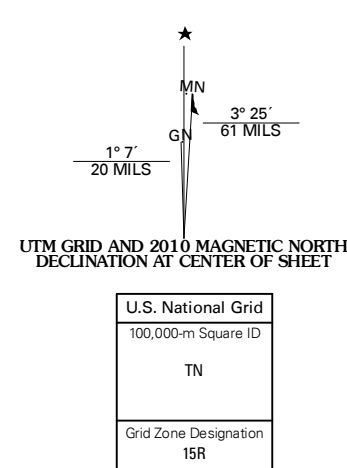 ★
MN
GN
3° 25´
61 MILS
1° 7´
20 MILS
UTM GRID AND 2010 MAGNETIC NORTH
DECLINATION AT CENTER OF SHEET
U.S. National Grid
100,000-m Square ID
TN
Grid Zone Designation
15R